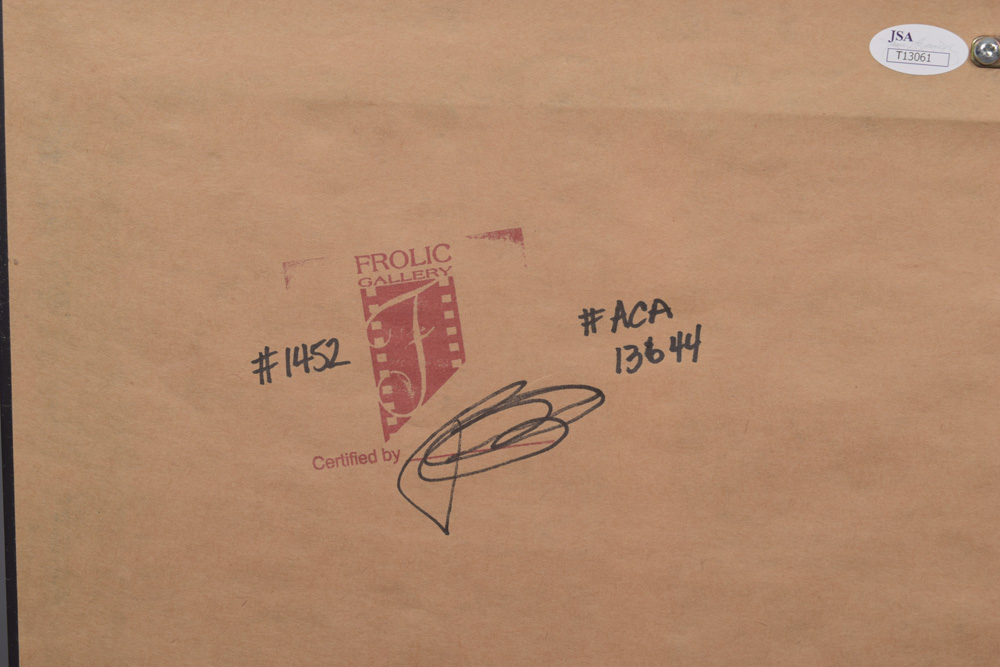 JSA
T13061
FROLIC
GALLERY
F
#1452
#ACA
13644
Certified by